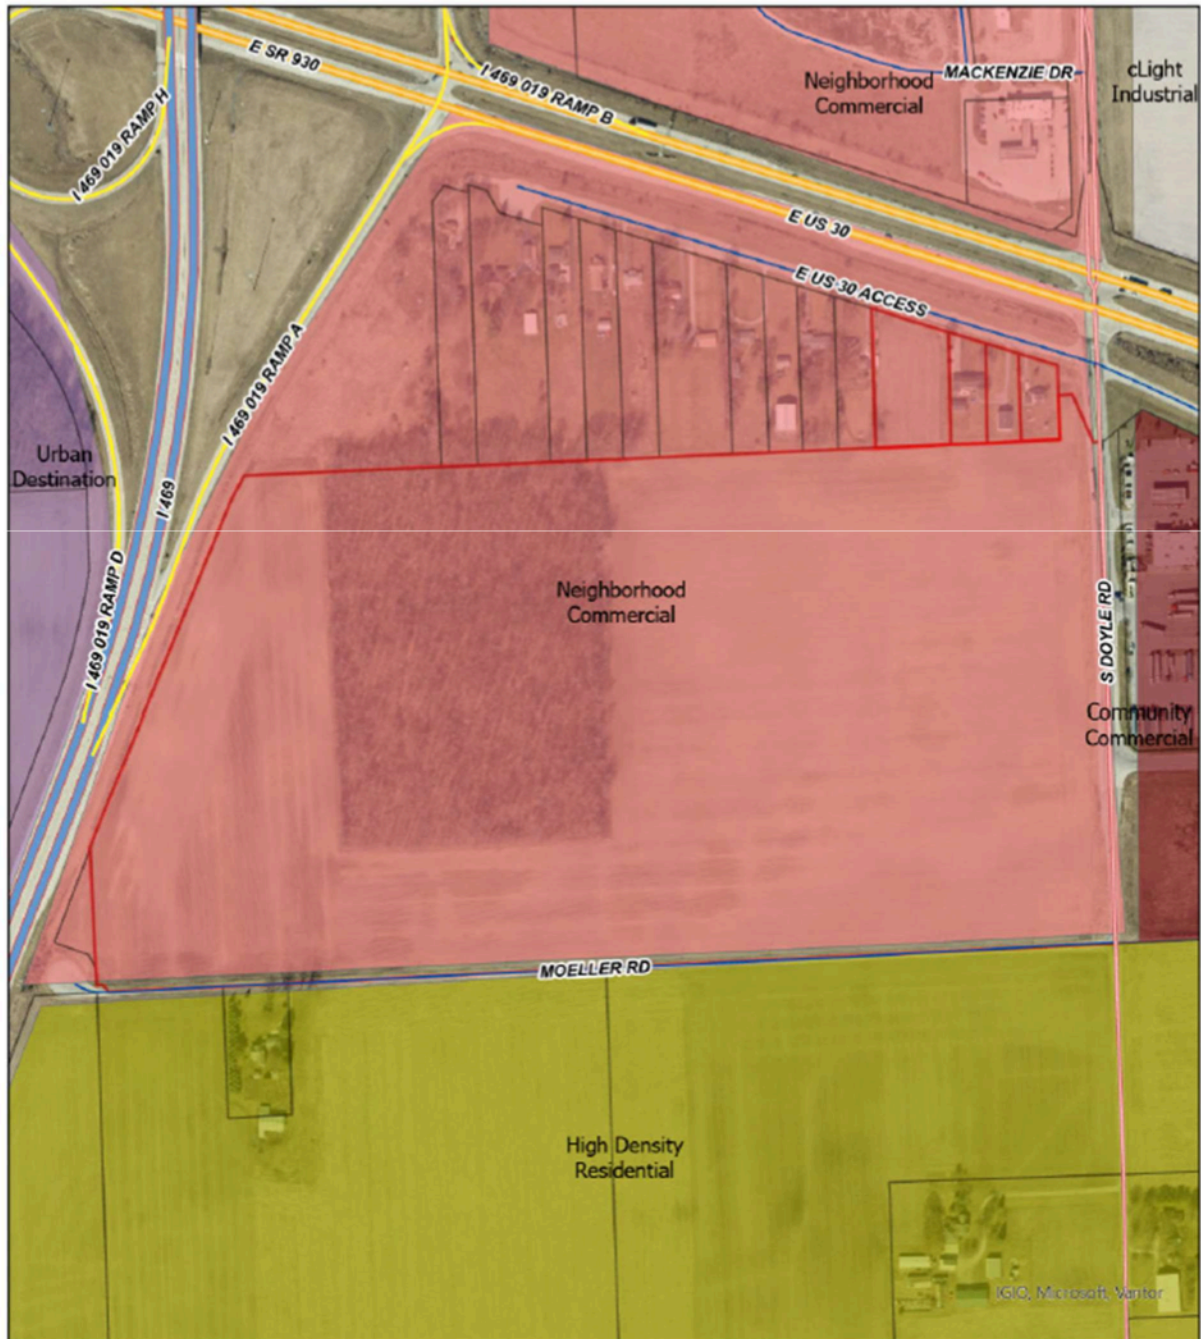 E SR 930
I 469 019 RAMP B
MACKENZIE DR
Neighborhood
Commercial
cLight
Industrial
I 469 019 RAMP H
E US 30
E US 30 ACCESS
I 469 019 RAMP A
Urban
Destination
I 469
I 469 019 RAMP D
Neighborhood
Commercial
S DOYLE RD
Community
Commercial
MOELLER RD
High Density
Residential
IGIO, Microsoft, Vantor